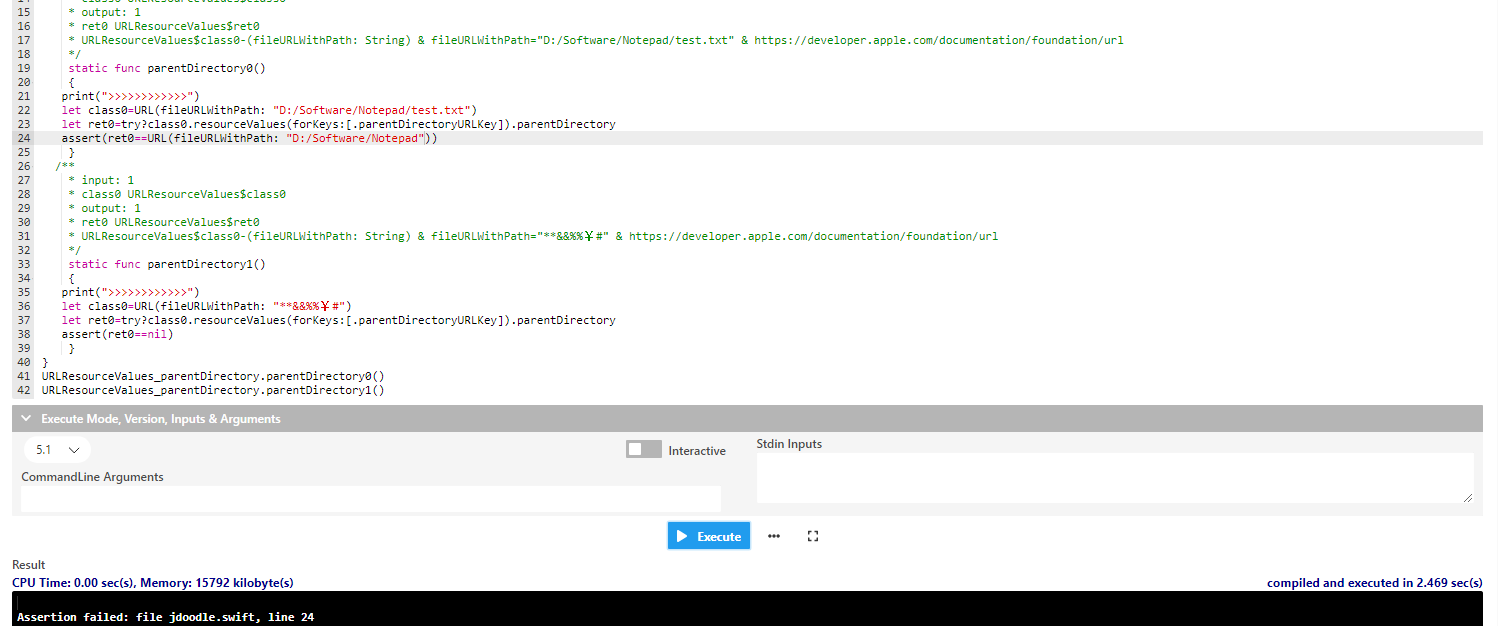 15 * output: 1
16 * ret0 URLResourceValues$ret0
17 * URLResourceValues$class0-(fileURLWithPath: String) & fileURLWithPath="D:/Software/Notepad/test.txt" & https://developer.apple.com/documentation/foundation/url
18 */
19 static func parentDirectory0()
20 {
21 print(">>>>>>>>>>>>")
22 let class0=URL(fileURLWithPath: "D:/Software/Notepad/test.txt")
23 let ret0=try?class0.resourceValues(forKeys:[.parentDirectoryURLKey]).parentDirectory
24 assert(ret0==URL(fileURLWithPath: "D:/Software/Notepad"))
25 }
26 /**
27 * input: 1
28 * class0 URLResourceValues$class0
29 * output: 1
30 * ret0 URLResourceValues$ret0
31 * URLResourceValues$class0-(fileURLWithPath: String) & fileURLWithPath="**&&%%￥#" & https://developer.apple.com/documentation/foundation/url
32 */
33 static func parentDirectory1()
34 {
35 print(">>>>>>>>>>>>")
36 let class0=URL(fileURLWithPath: "**&&%%￥#")
37 let ret0=try?class0.resourceValues(forKeys:[.parentDirectoryURLKey]).parentDirectory
38 assert(ret0==nil)
39 }
40 }
41 URLResourceValues_parentDirectory.parentDirectory0()
42 URLResourceValues_parentDirectory.parentDirectory1()
Execute Mode, Version, Inputs & Arguments
5.1
Interactive
Stdin Inputs
CommandLine Arguments
Execute
Result
CPU Time: 0.00 sec(s), Memory: 15792 kilobyte(s)
compiled and executed in 2.469 sec(s)
Assertion failed: file jdoodle.swift, line 24